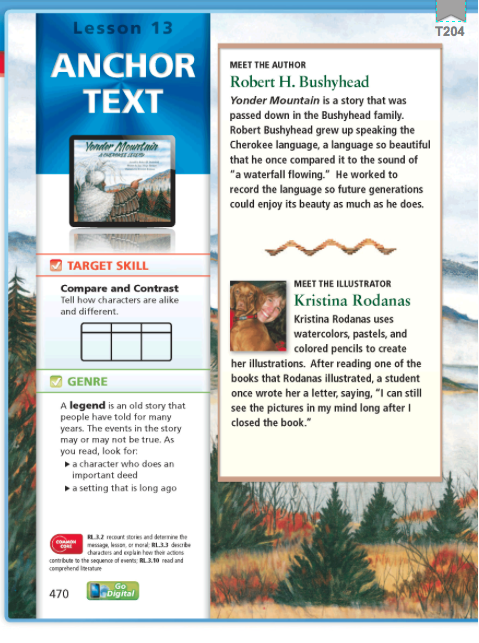 T204
Lesson 13
ANCHOR
TEXT
Yonder Mountain
A CHEROKEE LEGEND
TARGET SKILL
Compare and Contrast
Tell how characters are alike
and different.
GENRE
A legend is an old story that
people have told for many
years. The events in the story
may or may not be true. As
you read, look for:
▶ a character who does an
important deed
▶ a setting that is long ago
COMMON
CORE
RL.3.2 recount stories and determine the
message, lesson, or moral; RL.3.3 describe
characters and explain how their actions
contribute to the sequence of events; RL.3.10 read and
comprehend literature
470
Go
Digital
MEET THE AUTHOR
Robert H. Bushyhead
Yonder Mountain is a story that was
passed down in the Bushyhead family.
Robert Bushyhead grew up speaking the
Cherokee language, a language so beautiful
that he once compared it to the sound of
“a waterfall flowing.” He worked to
record the language so future generations
could enjoy its beauty as much as he does.
MEET THE ILLUSTRATOR
Kristina Rodanas
Kristina Rodanas uses
watercolors, pastels, and
colored pencils to create
her illustrations. After reading one of the
books that Rodanas illustrated, a student
once wrote her a letter, saying, “I can still
see the pictures in my mind long after I
closed the book.”